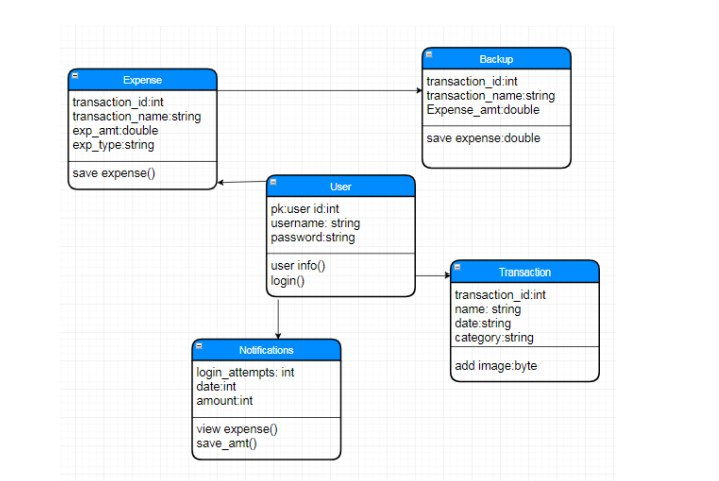 Expense
transaction_id:int
transaction_name:string
exp_amt:double
exp_type:string
save expense()
Backup
transaction_id:int
transaction_name:string
Expense_amt:double
save expense:double
User
pk:user id:int
username: string
password:string
user info()
login()
Transaction
transaction_id:int
name: string
date:string
category:string
add image:byte
Notifications
login_attempts: int
date:int
amount:int
view expense()
save_amt()